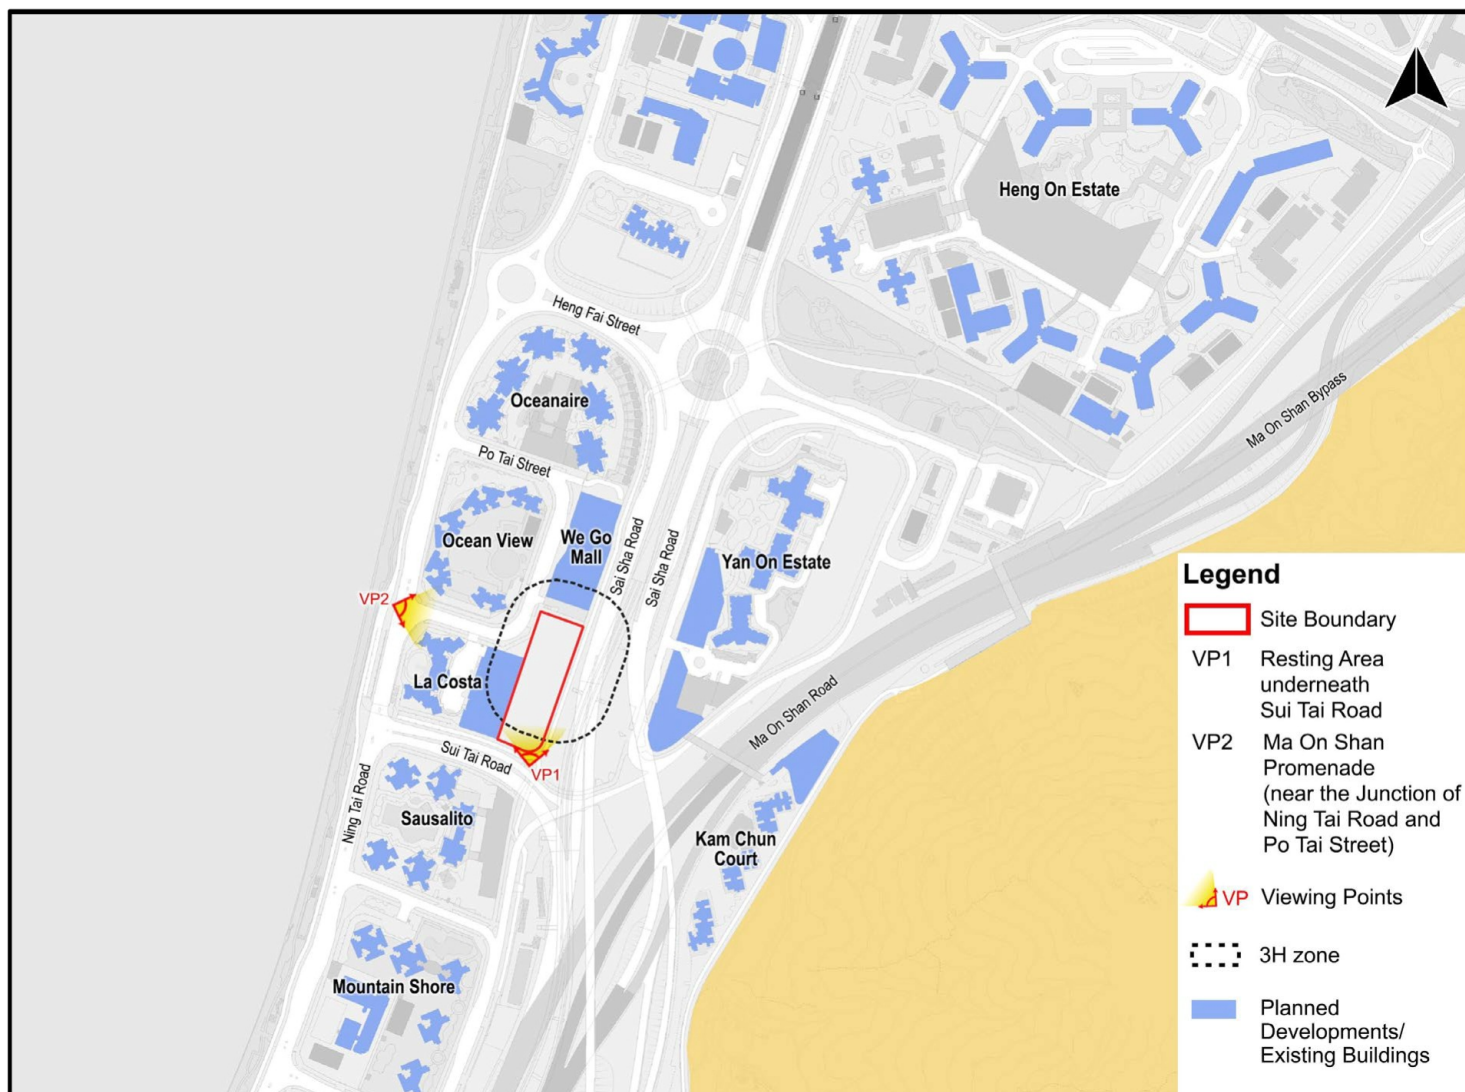 Heng On Estate
Heng Fai Street
Oceanaire
Po Tai Street
Ma On Shan Bypass
Ocean View
We Go
Mall
Sai Sha Road
Sai Sha Road
Yan On Estate
VP2
La Costa
Ma On Shan Road
Sui Tai Road
VP1
Ning Tai Road
Sausalito
Kam Chun
Court
Mountain Shore
Legend
Site Boundary
VP1 Resting Area
underneath
Sui Tai Road
VP2 Ma On Shan
Promenade
(near the Junction of
Ning Tai Road and
Po Tai Street)
VP Viewing Points
3H zone
Planned
Developments/
Existing Buildings